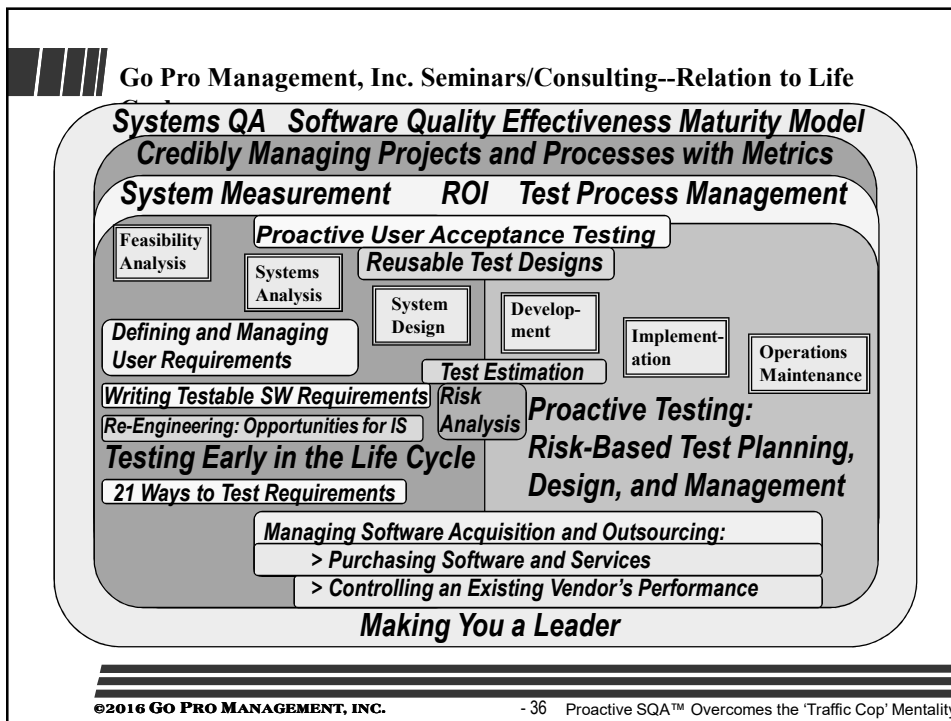 Go Pro Management, Inc. Seminars/Consulting--Relation to Life
Systems QA Software Quality Effectiveness Maturity Model
Credibly Managing Projects and Processes with Metrics
System Measurement ROI Test Process Management
Feasibility
Analysis
Proactive User Acceptance Testing
Reusable Test Designs
Systems
Analysis
System
Design
Develop-
ment
Implement-
ation
Operations
Maintenance
Defining and Managing
User Requirements
Test Estimation
Writing Testable SW Requirements
Risk
Analysis
Re-Engineering: Opportunities for IS
Testing Early in the Life Cycle
21 Ways to Test Requirements
Proactive Testing:
Risk-Based Test Planning,
Design, and Management
Managing Software Acquisition and Outsourcing:
> Purchasing Software and Services
> Controlling an Existing Vendor's Performance
Making You a Leader
©2016 GO PRO MANAGEMENT, INC. - 36 Proactive SQA™ Overcomes the 'Traffic Cop' Mentality